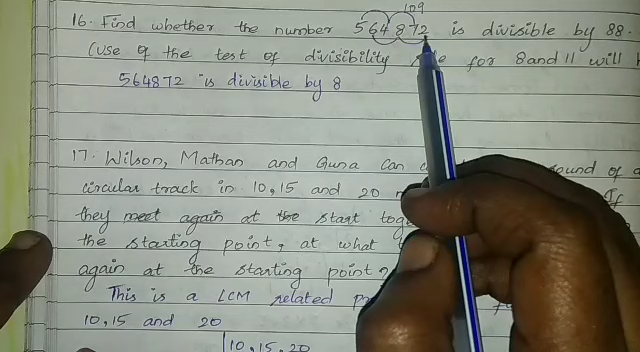 109
16. Find whether the number 564872 is divisible by 88.
(use of the test of divisibility for 8 and 11 will
564872 is divisible by 8
17. Wilson, Mathan and Guna can round of a
circular track in 10, 15 and 20 If
they meet again at the start
the starting point, at what
again at the starting point?
This is a LCM related
10, 15 and 20
10, 15, 20